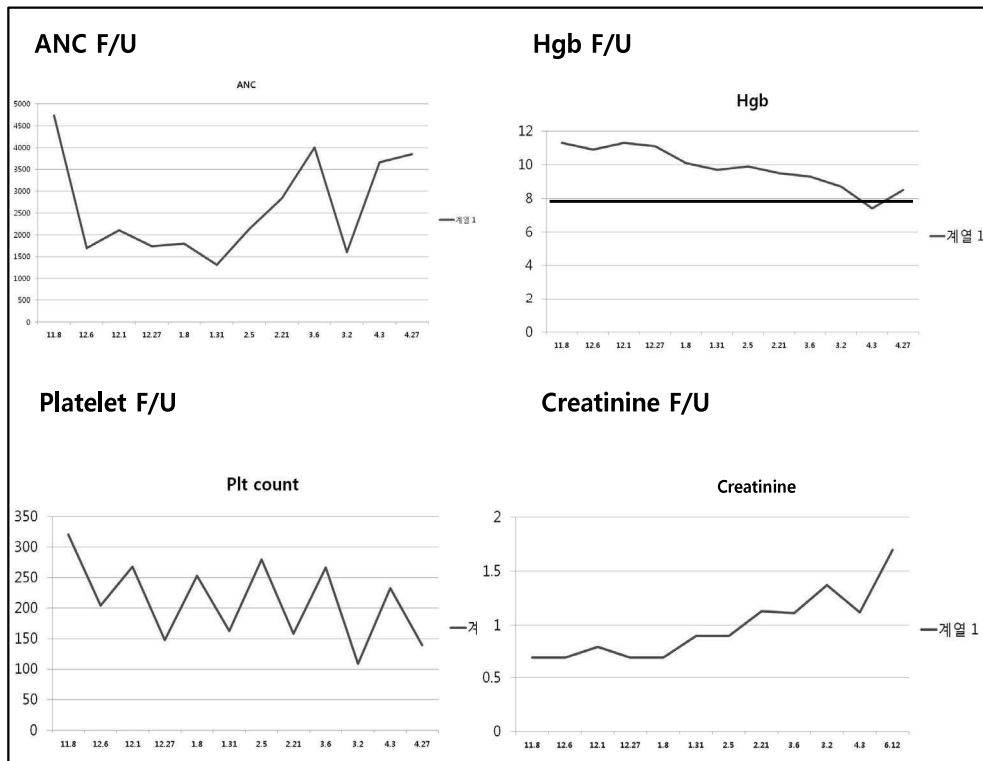 ANC F/U
ANC
5000
4500
4000
3500
3000
2500
2000
1500
1000
500
0
계열 1
11.8 12.6 12.1 12.27 1.8 1.31 2.5 2.21 3.6 3.2 4.3 4.27
Hgb F/U
Hgb
12
10
8
6
4
2
0
계열 1
11.8 12.6 12.1 12.27 1.8 1.31 2.5 2.21 3.6 3.2 4.3 4.27
Platelet F/U
Plt count
350
300
250
200
150
100
50
0
계
11.8 12.6 12.1 12.27 1.8 1.31 2.5 2.21 3.6 3.2 4.3 4.27
Creatinine F/U
Creatinine
2
1.5
1
0.5
0
계열 1
11.8 12.6 12.1 12.27 1.8 1.31 2.5 2.21 3.6 3.2 4.3 6.12